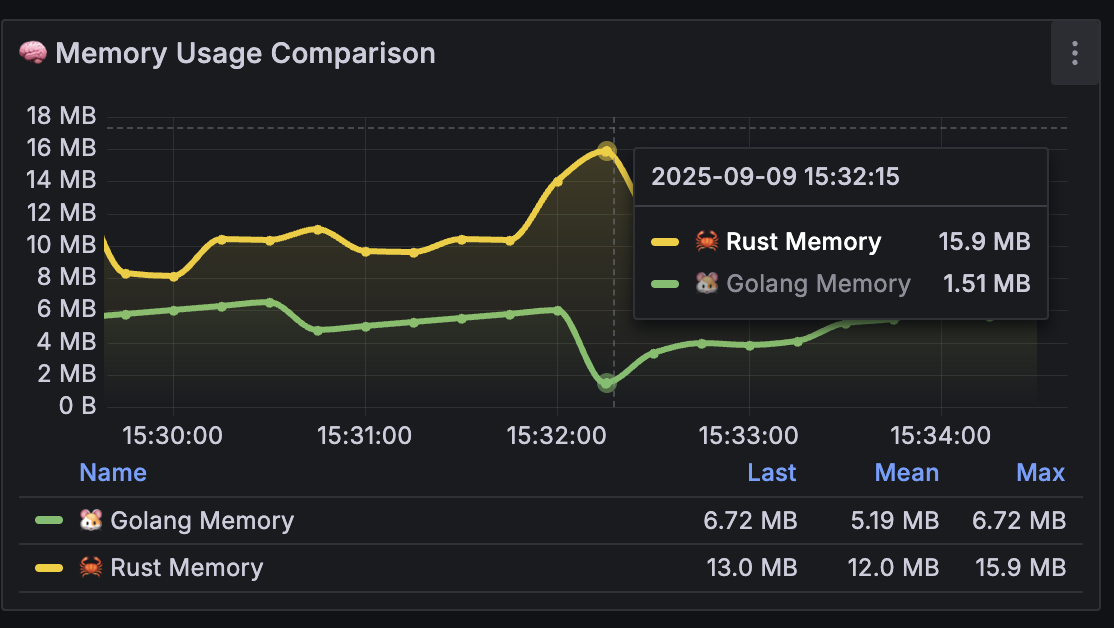 🧠 Memory Usage Comparison
18 MB
16 MB
14 MB
12 MB
10 MB
8 MB
6 MB
4 MB
2 MB
0 B
2025-09-09 15:32:15
🦀 Rust Memory 15.9 MB
🐹 Golang Memory 1.51 MB
15:30:00 15:31:00 15:32:00 15:33:00 15:34:00
Name Last Mean Max
🐹 Golang Memory 6.72 MB 5.19 MB 6.72 MB
🦀 Rust Memory 13.0 MB 12.0 MB 15.9 MB